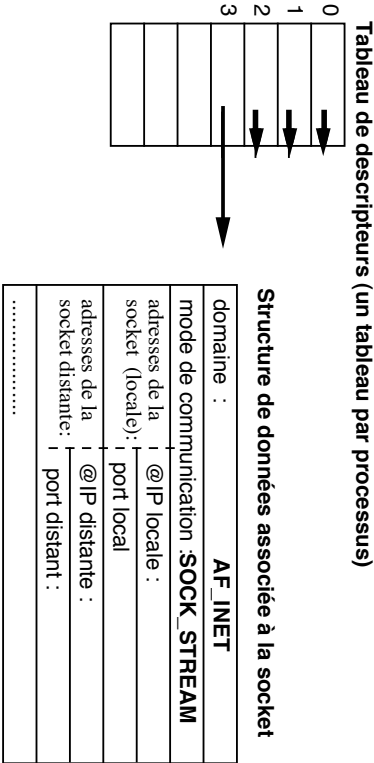 Tableau de descripteurs (un tableau par processus)
0
1
2
3
Structure de données associée à la socket
domaine : AF_INET
mode de communication :SOCK_STREAM
adresses de la
socket (locale):
@IP locale :
port local
adresses de la
socket distante:
@IP distante :
port distant :
....................